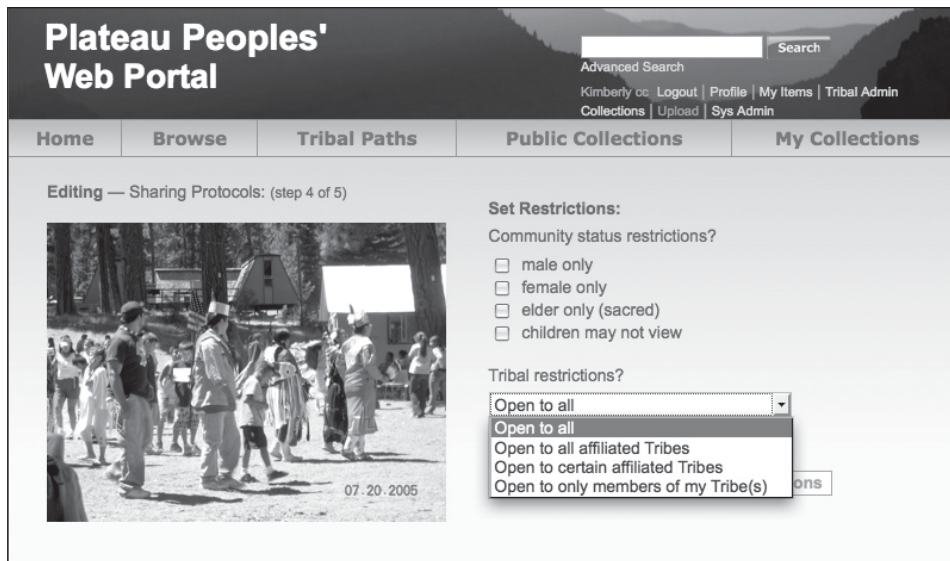 Plateau Peoples'
Web Portal
Search
Advanced Search
Kimberly cc Logout | Profile | My Items | Tribal Admin
Collections | Upload | Sys Admin
Home Browse Tribal Paths Public Collections My Collections
Editing — Sharing Protocols: (step 4 of 5)
Set Restrictions:
Community status restrictions?
male only
female only
elder only (sacred)
children may not view
Tribal restrictions?
Open to all
Open to all
Open to all affiliated Tribes
Open to certain affiliated Tribes
Open to only members of my Tribe(s)
07.20.2005